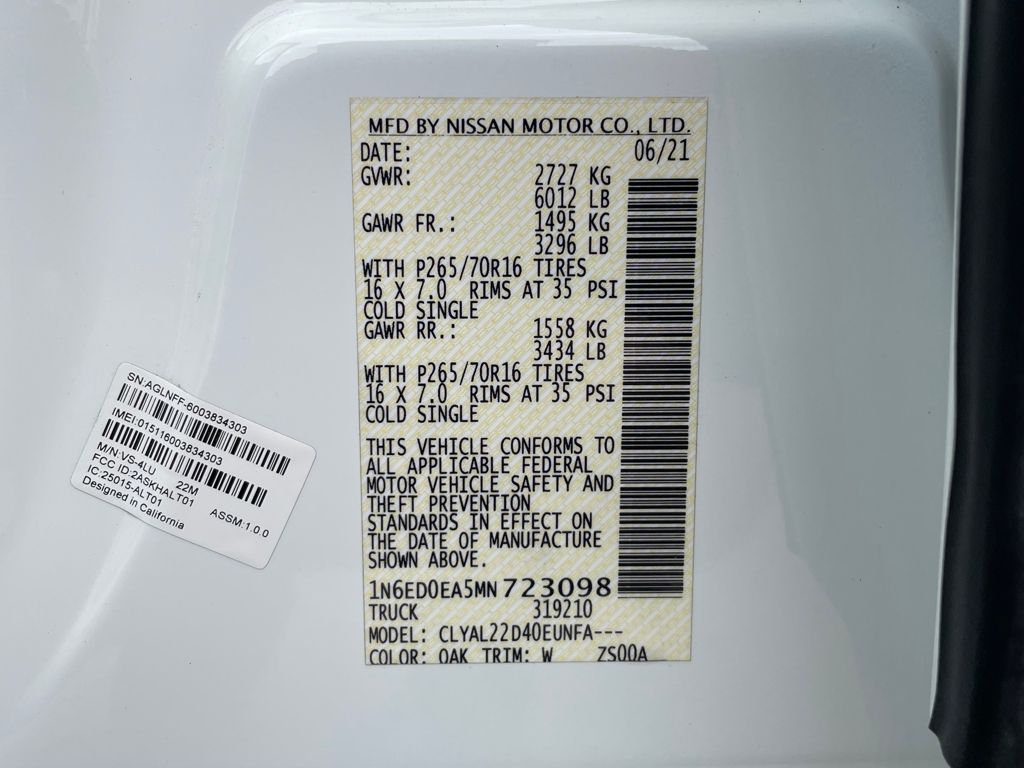 MFD BY NISSAN MOTOR CO., LTD.
DATE: 06/21
GVWR: 2727 KG
6012 LB
GAWR FR.: 1495 KG
3296 LB
WITH P265/70R16 TIRES
16 X 7.0 RIMS AT 35 PSI
COLD SINGLE
GAWR RR.: 1558 KG
3434 LB
WITH P265/70R16 TIRES
16 X 7.0 RIMS AT 35 PSI
COLD SINGLE
THIS VEHICLE CONFORMS TO
ALL APPLICABLE FEDERAL
MOTOR VEHICLE SAFETY AND
THEFT PREVENTION
STANDARDS IN EFFECT ON
THE DATE OF MANUFACTURE
SHOWN ABOVE.
1N6ED0EA5MN 723098
TRUCK 319210
MODEL: CLYAL22D40EUNFA---
COLOR: QAK TRIM: W ZS00A
SN:AGLNFF-6003834303
IMEI:015116003834303
M/N:VS-4LU 22M
FCC ID:2ASKHALT01
IC:25015-ALT01 ASSM:1.0.0
Designed in California